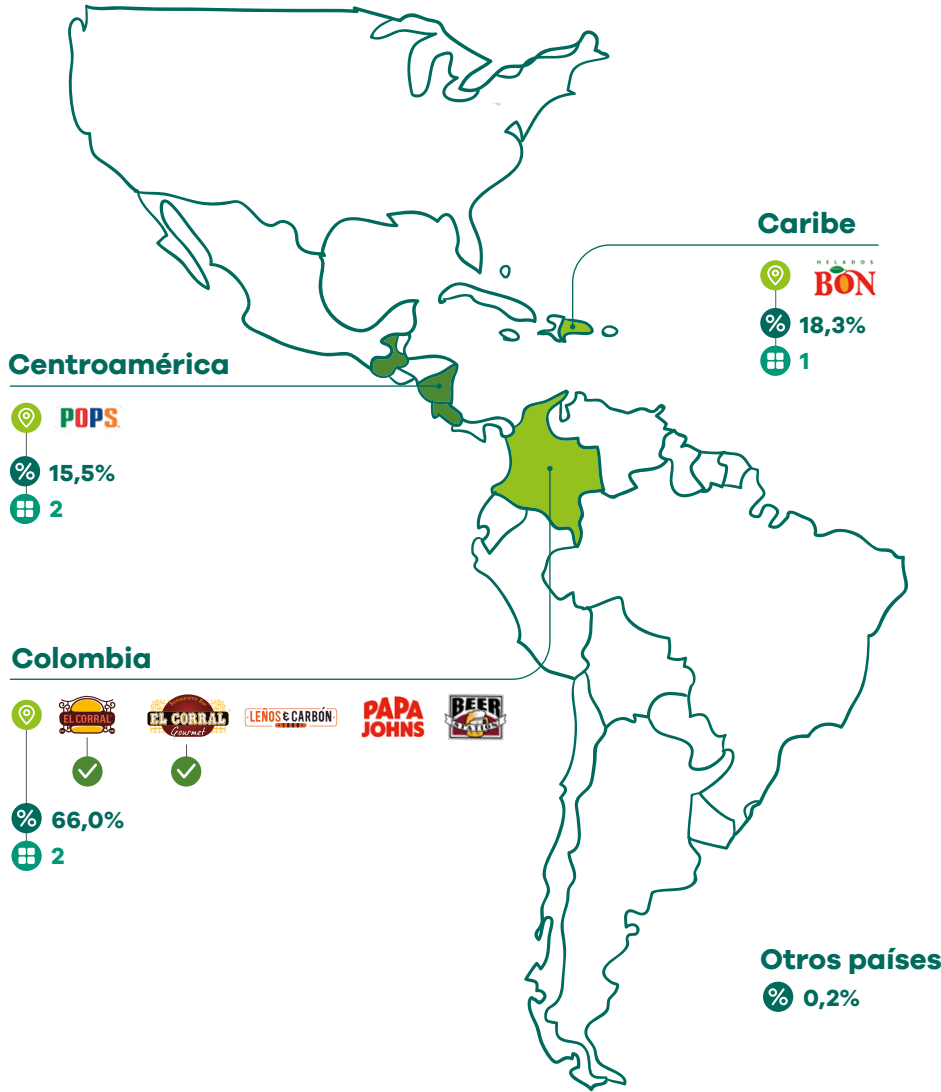 Caribe
HELADOS
BON
18,3%
1
Centroamérica
POPS
15,5%
2
Colombia
EL CORRAL
EL CORRAL
Gourmet
LEÑOS & CARBÓN
PAPA
JOHNS
BEER
% 66,0%
2
Otros países
% 0,2%